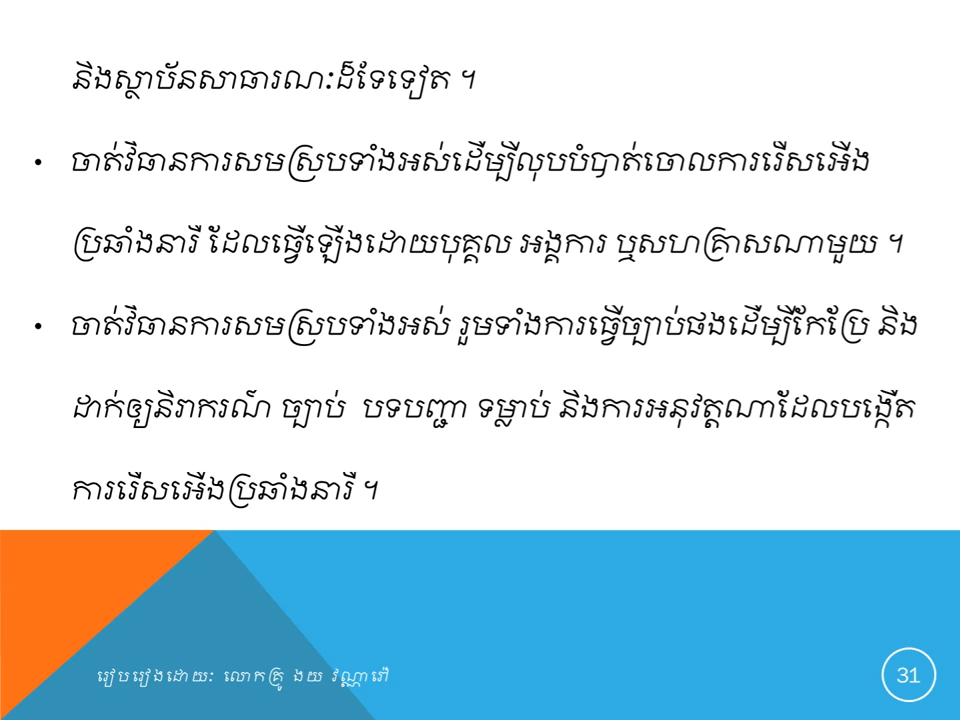 និងស្ថាប័នសាធារណៈដ៏ទៃទៀត ។
• ចាត់វិធានការសមស្របទាំងអស់ដើម្បីលុបបំបាត់ចោលការរើសអើង
ប្រឆាំងនារី ដែលធ្វើឡើងដោយបុគ្គល អង្គការ ឬសហគ្រាសណាមួយ ។
• ចាត់វិធានការសមស្របទាំងអស់ រួមទាំងការធ្វើច្បាប់ផងដើម្បីកែប្រែ និង
ដាក់ឲ្យនិរាករណ៍ ច្បាប់ បទបញ្ជា ទម្លាប់ និងការអនុវត្តណាដែលបង្កើត
ការរើសអើងប្រឆាំងនារី ។
រៀបរៀងដោយៈ លោកគ្រូ ងយ វណ្ណារ៉ៅ
31